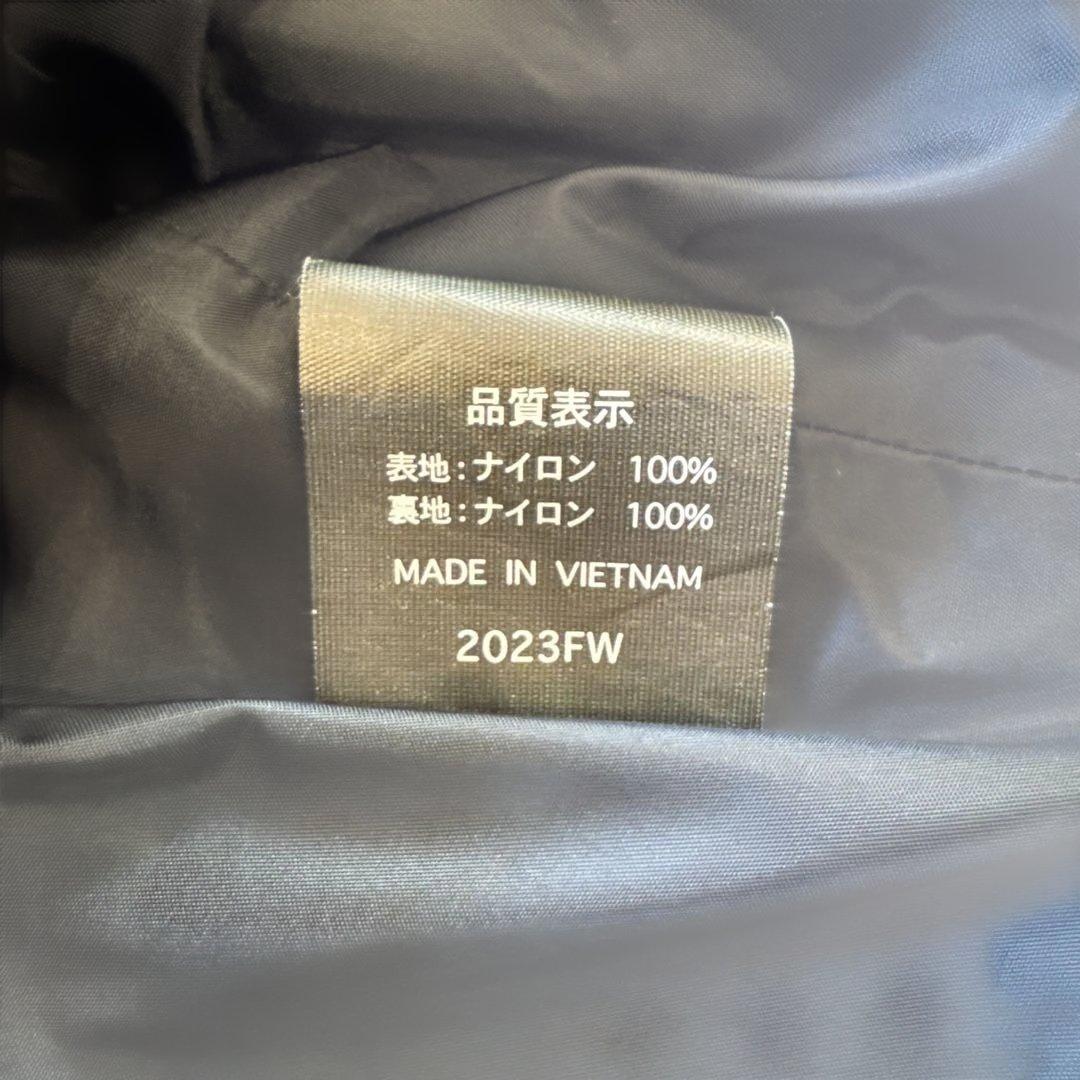 品質表示
表地：ナイロン　100%
裏地：ナイロン　100%
MADE IN VIETNAM
2023FW